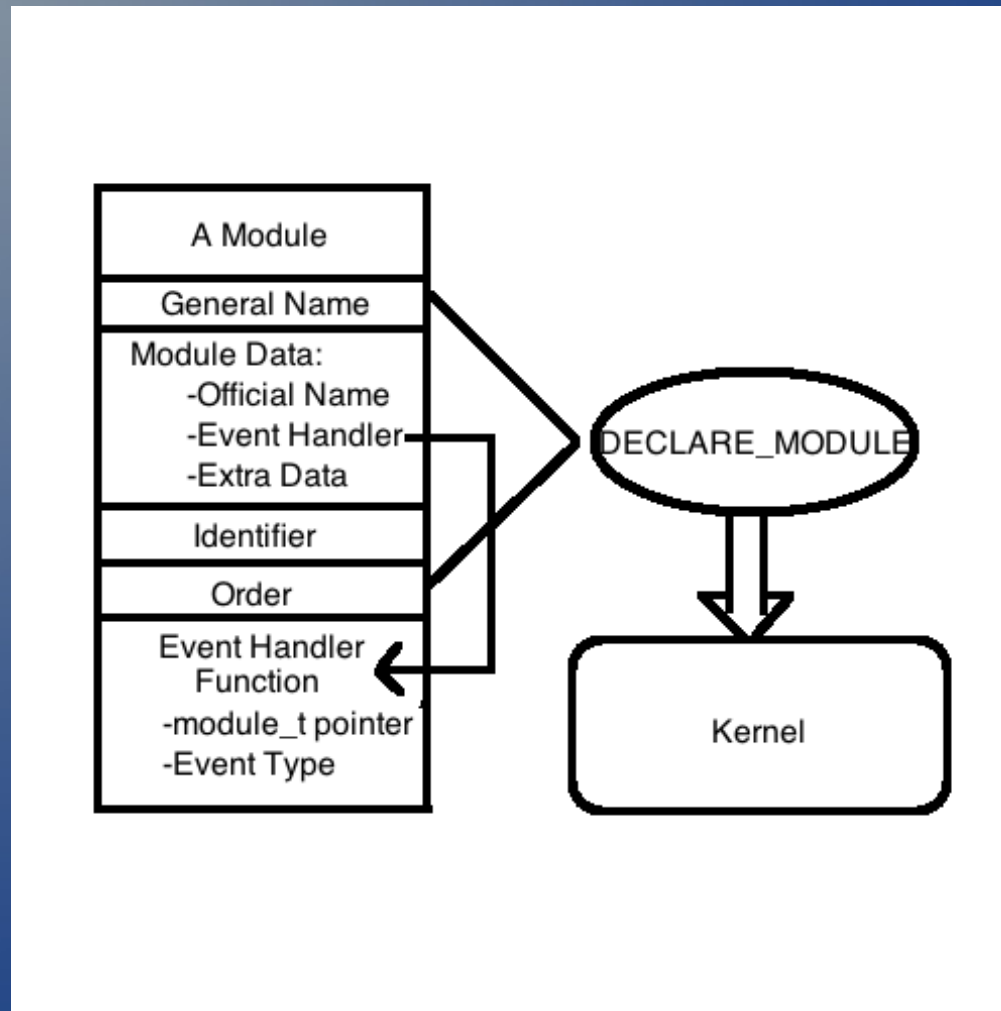 A Module
General Name
Module Data:
-Official Name
-Event Handler
-Extra Data
Identifier
Order
Event Handler
Function
-module_t pointer
-Event Type
DECLARE_MODULE
Kernel